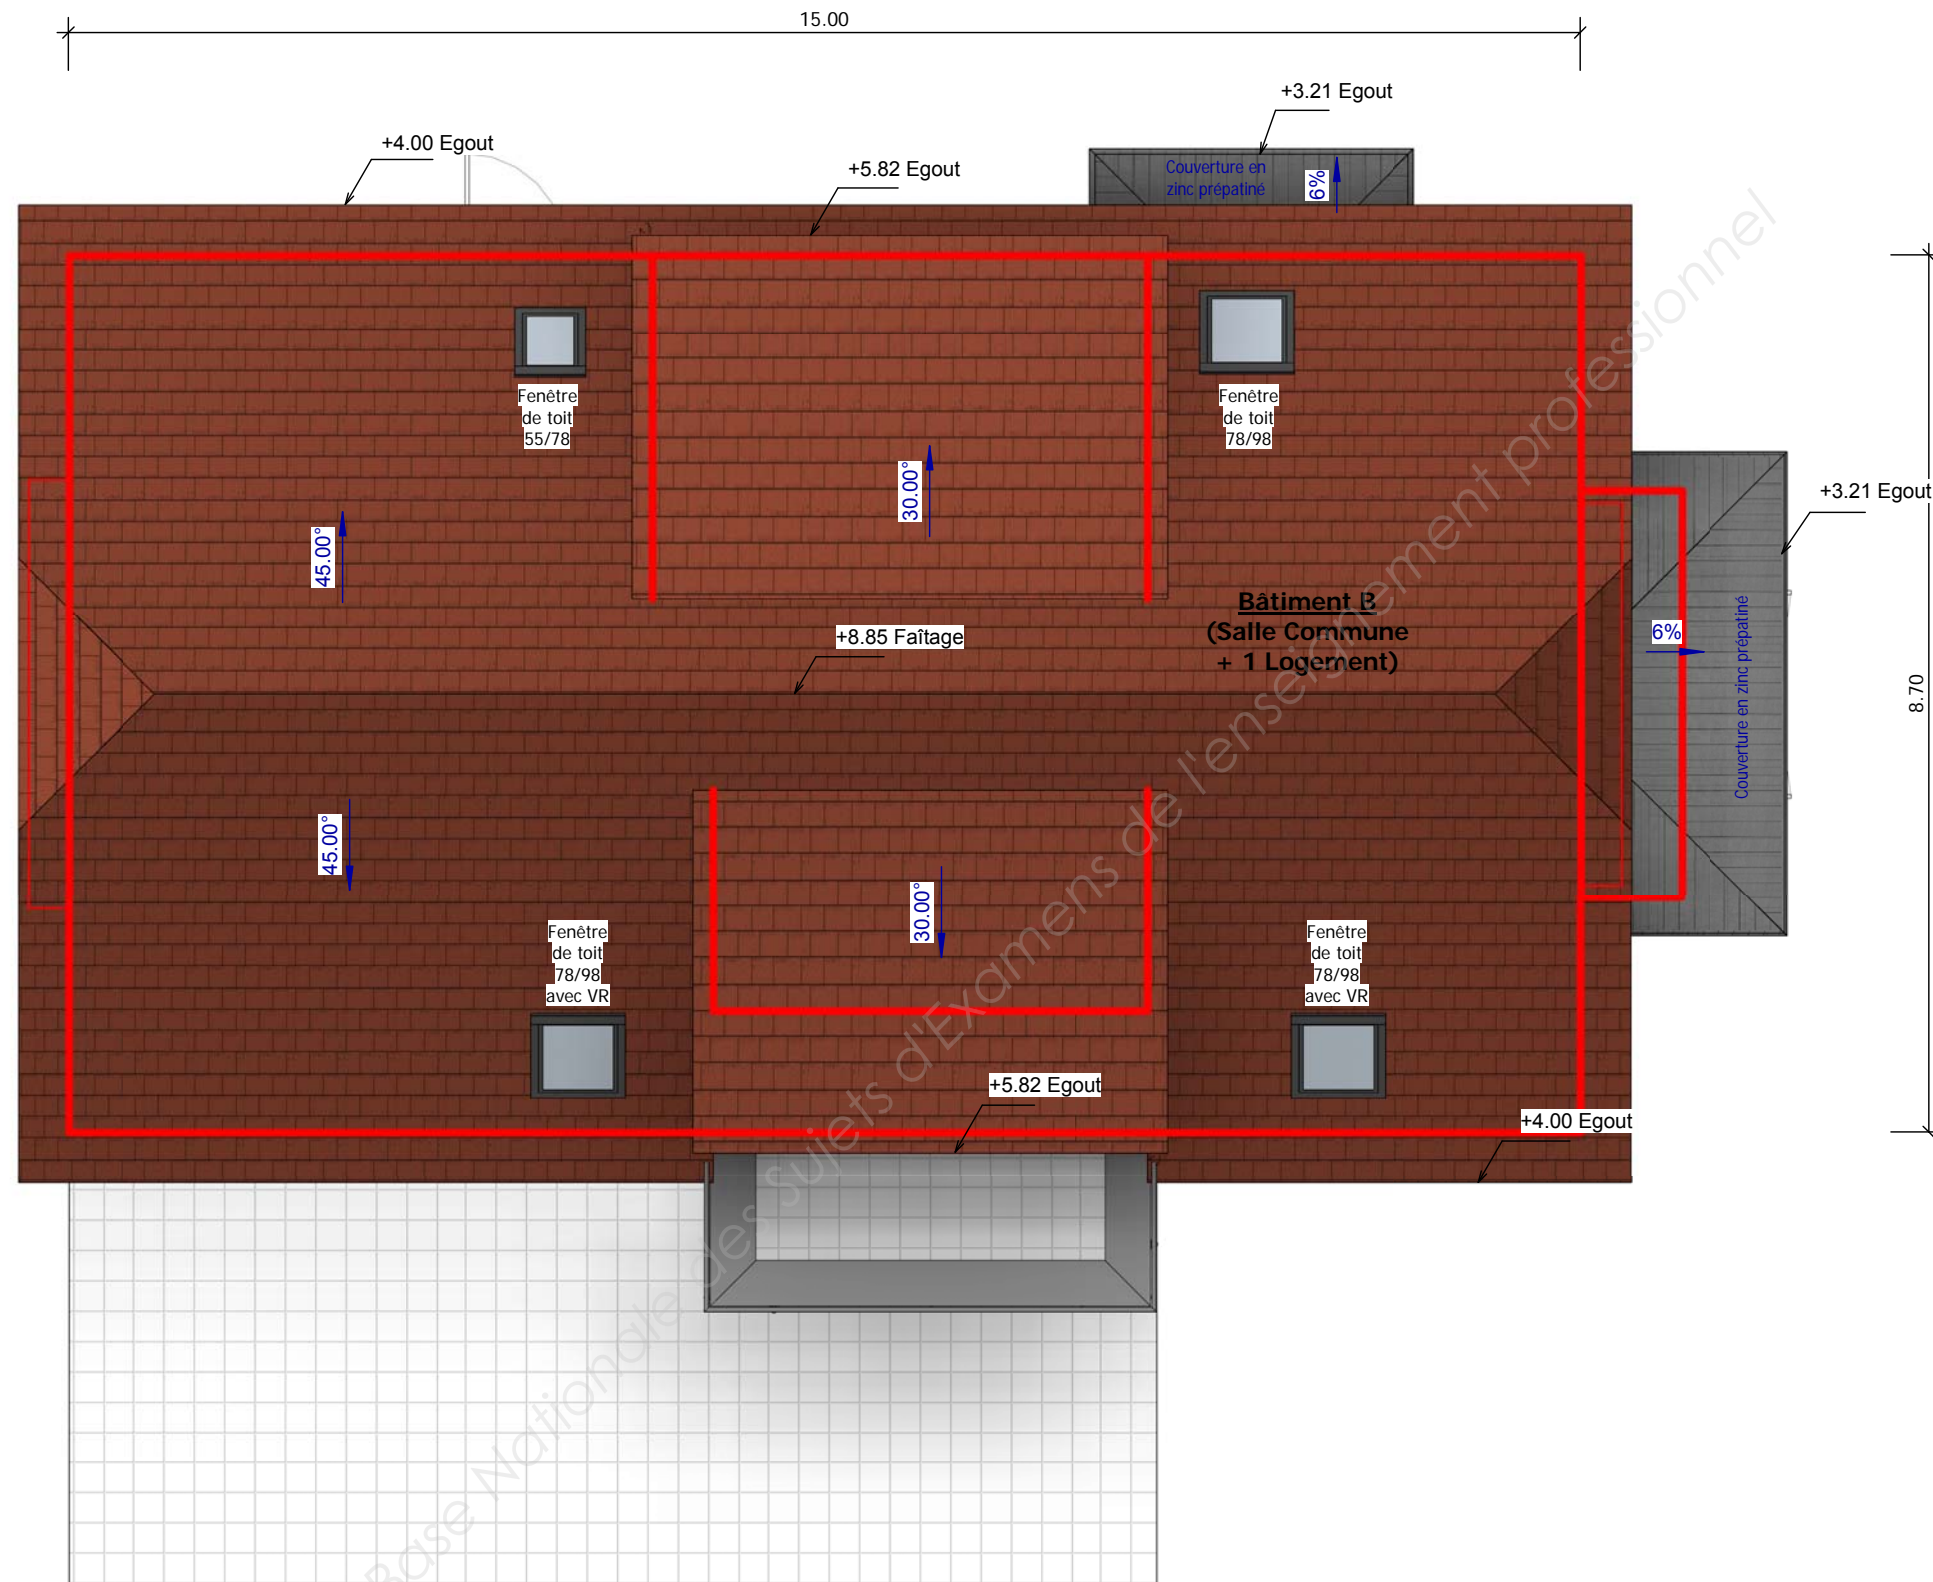 15.00
+3.21 Egout
+4.00 Egout
+5.82 Egout
Couverture en
zinc prépatiné
6%
Fenêtre
de toit
55/78
Fenêtre
de toit
78/98
30.00°
45.00°
+3.21 Egout
Bâtiment B
(Salle Commune
+ 1 Logement)
+8.85 Faîtage
6%
Couverture en zinc prépatiné
8.70
45.00°
30.00°
Fenêtre
de toit
78/98
avec VR
Fenêtre
de toit
78/98
avec VR
+5.82 Egout
+4.00 Egout
Base Nationale des Sujets d'Examens de l'enseignement professionnel